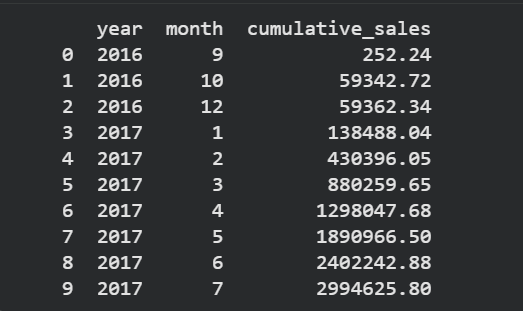 year month cumulative_sales
0 2016 9 252.24
1 2016 10 59342.72
2 2016 12 59362.34
3 2017 1 138488.04
4 2017 2 430396.05
5 2017 3 880259.65
6 2017 4 1298047.68
7 2017 5 1890966.50
8 2017 6 2402242.88
9 2017 7 2994625.80